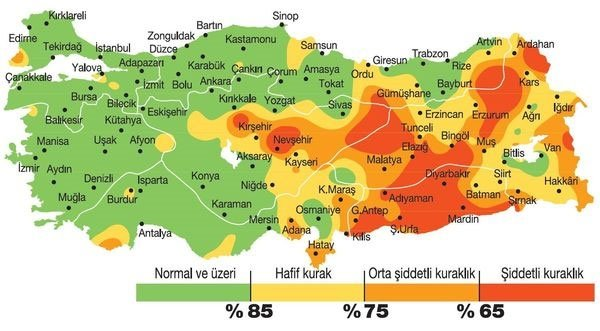 Kırklareli
Edirne
Tekirdağ
İstanbul
Zonguldak
Bartın
Sinop
Kastamonu
Samsun
Düzce
Karabük
Çanakkale
Yalova
Adapazarı
İzmit
Bolu
Ankara
Çankırı
Çorum
Amasya
Tokat
Ordu
Giresun
Trabzon
Rize
Artvin
Ardahan
Kars
Gümüşhane
Bayburt
Iğdır
Bursa
Bilecik
Eskişehir
Balıkesir
Kütahya
Kırıkkale
Yozgat
Sivas
Erzincan
Erzurum
Ağrı
Manisa
Uşak
Afyon
Kırşehir
Nevşehir
Kayseri
Tunceli
Bingöl
Elazığ
Malatya
Muş
Bitlis
Van
İzmir
Aydın
Denizli
Isparta
Konya
Aksaray
Niğde
Diyarbakır
Siirt
Batman
Hakkâri
Şırnak
Muğla
Burdur
Karaman
K.Maraş
Adıyaman
Mardin
Antalya
Mersin
Adana
Osmaniye
G.Antep
Ş.Urfa
Kilis
Hatay
Normal ve üzeri
Hafif kurak
Orta şiddetli kuraklık
Şiddetli kuraklık
% 85
% 75
% 65